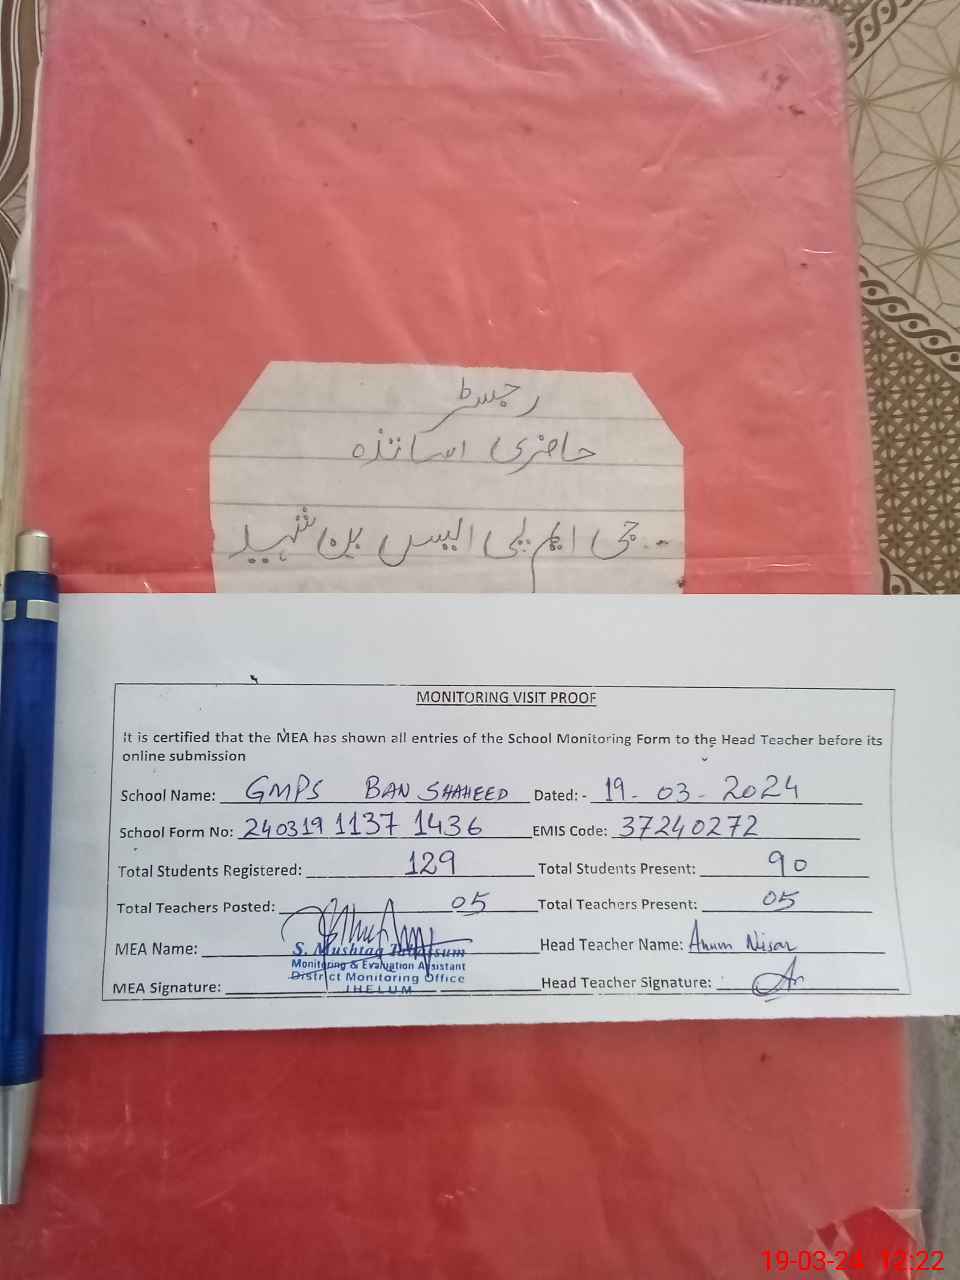 رجسٹر
حاضری اساتذہ
جی ایم پی ایس بن شہید
MONITORING VISIT PROOF
It is certified that the MEA has shown all entries of the School Monitoring Form to the Head Teacher before its
online submission
School Name: GMPS BAN SHAHEED Dated: - 19-03-2024
School Form No: 240319 1137 1436 EMIS Code: 37240272
Total Students Registered: 129 Total Students Present: 90
Total Teachers Posted: 05 Total Teachers Present: 05
MEA Name: S. Mushtaq Tabassum Head Teacher Name: Anum Nisar
Monitoring & Evaluation Assistant
District Monitoring Office
JHELUM
MEA Signature: Head Teacher Signature:
19-03-24 12:22